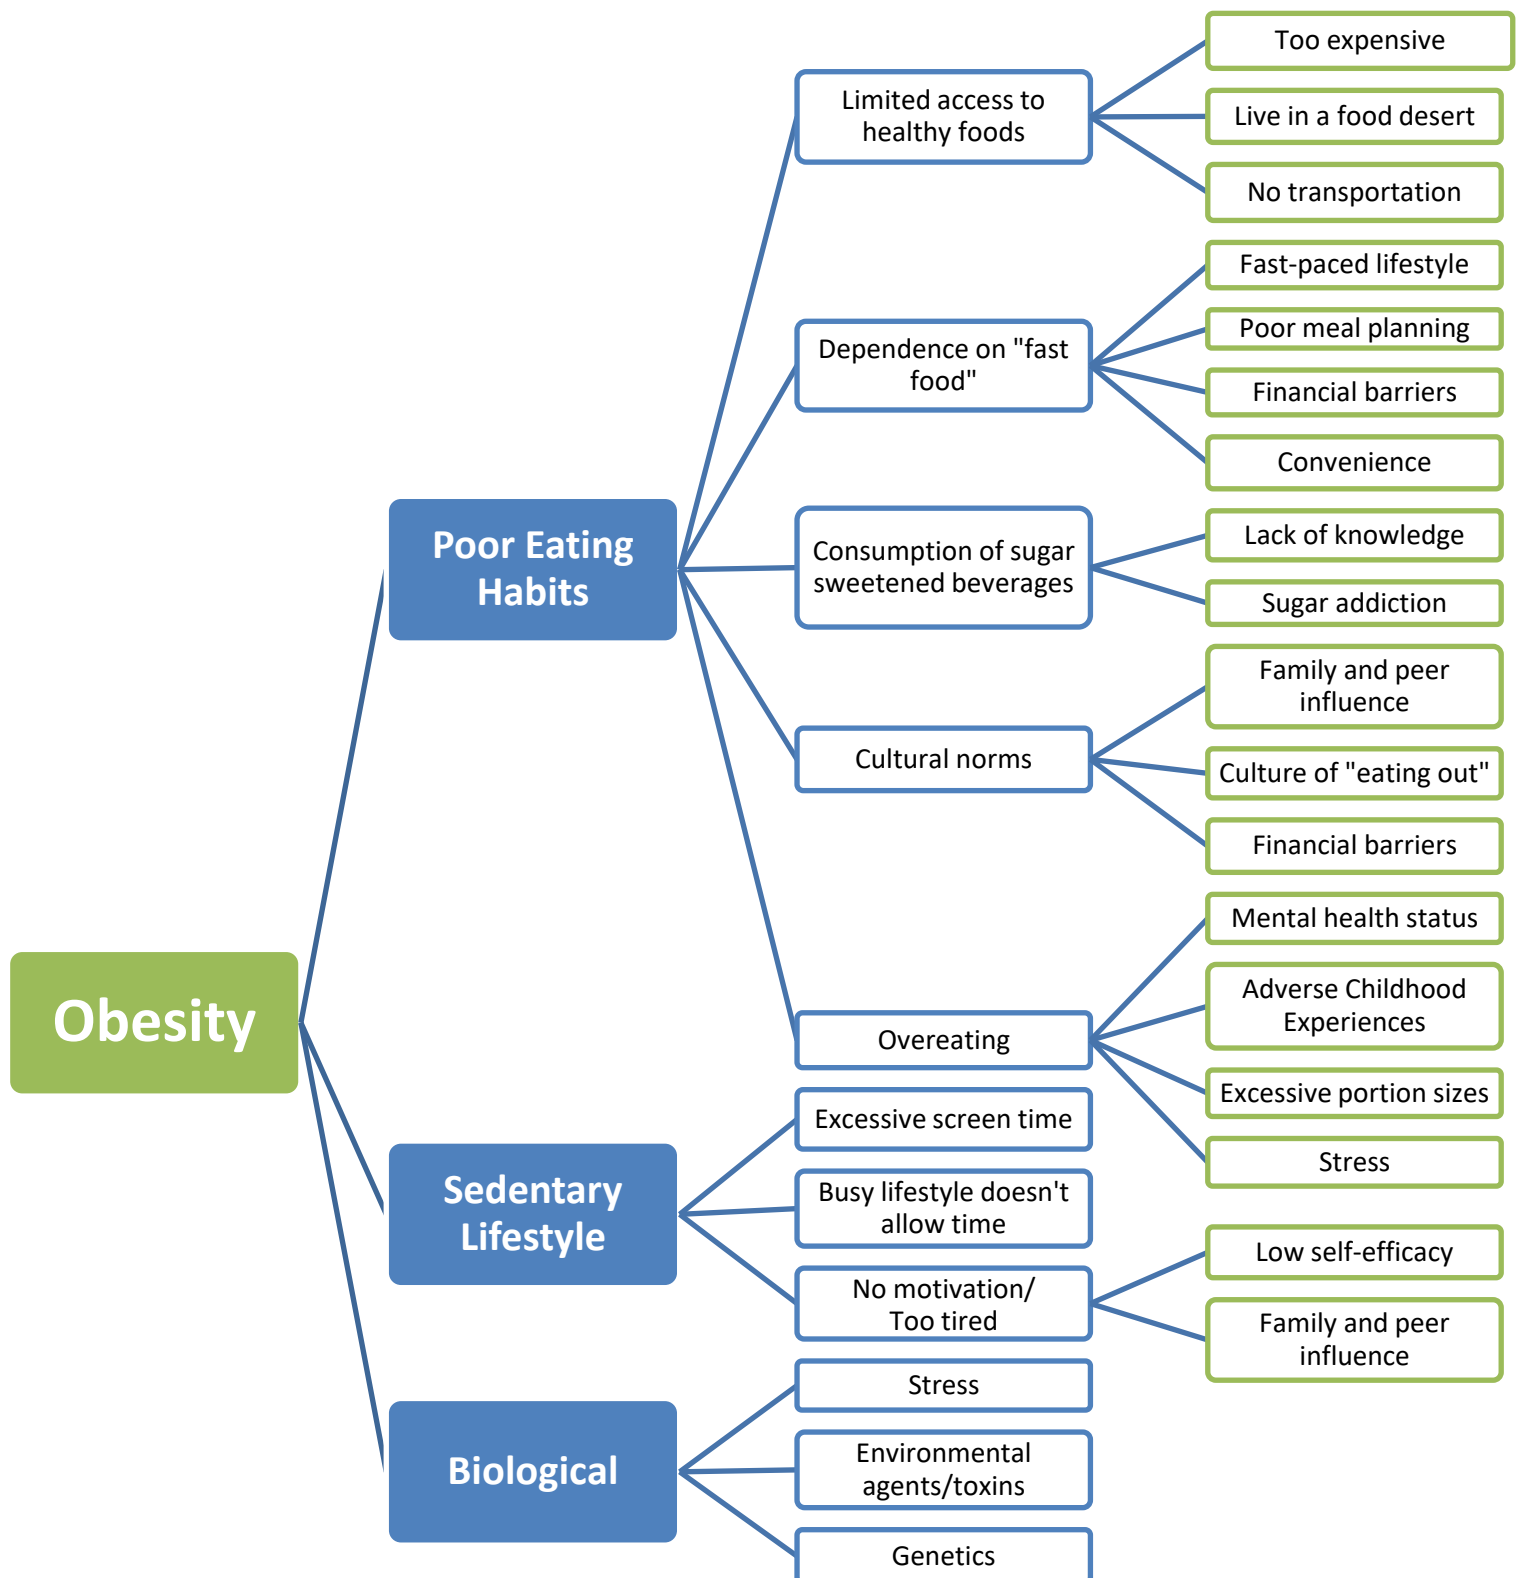 Obesity
Poor Eating
Habits
Limited access to
healthy foods
Too expensive
Live in a food desert
No transportation
Dependence on "fast
food"
Fast-paced lifestyle
Poor meal planning
Financial barriers
Convenience
Consumption of sugar
sweetened beverages
Lack of knowledge
Sugar addiction
Cultural norms
Family and peer
influence
Culture of "eating out"
Financial barriers
Overeating
Mental health status
Adverse Childhood
Experiences
Excessive portion sizes
Stress
Sedentary
Lifestyle
Excessive screen time
Busy lifestyle doesn't
allow time
No motivation/
Too tired
Low self-efficacy
Family and peer
influence
Biological
Stress
Environmental
agents/toxins
Genetics